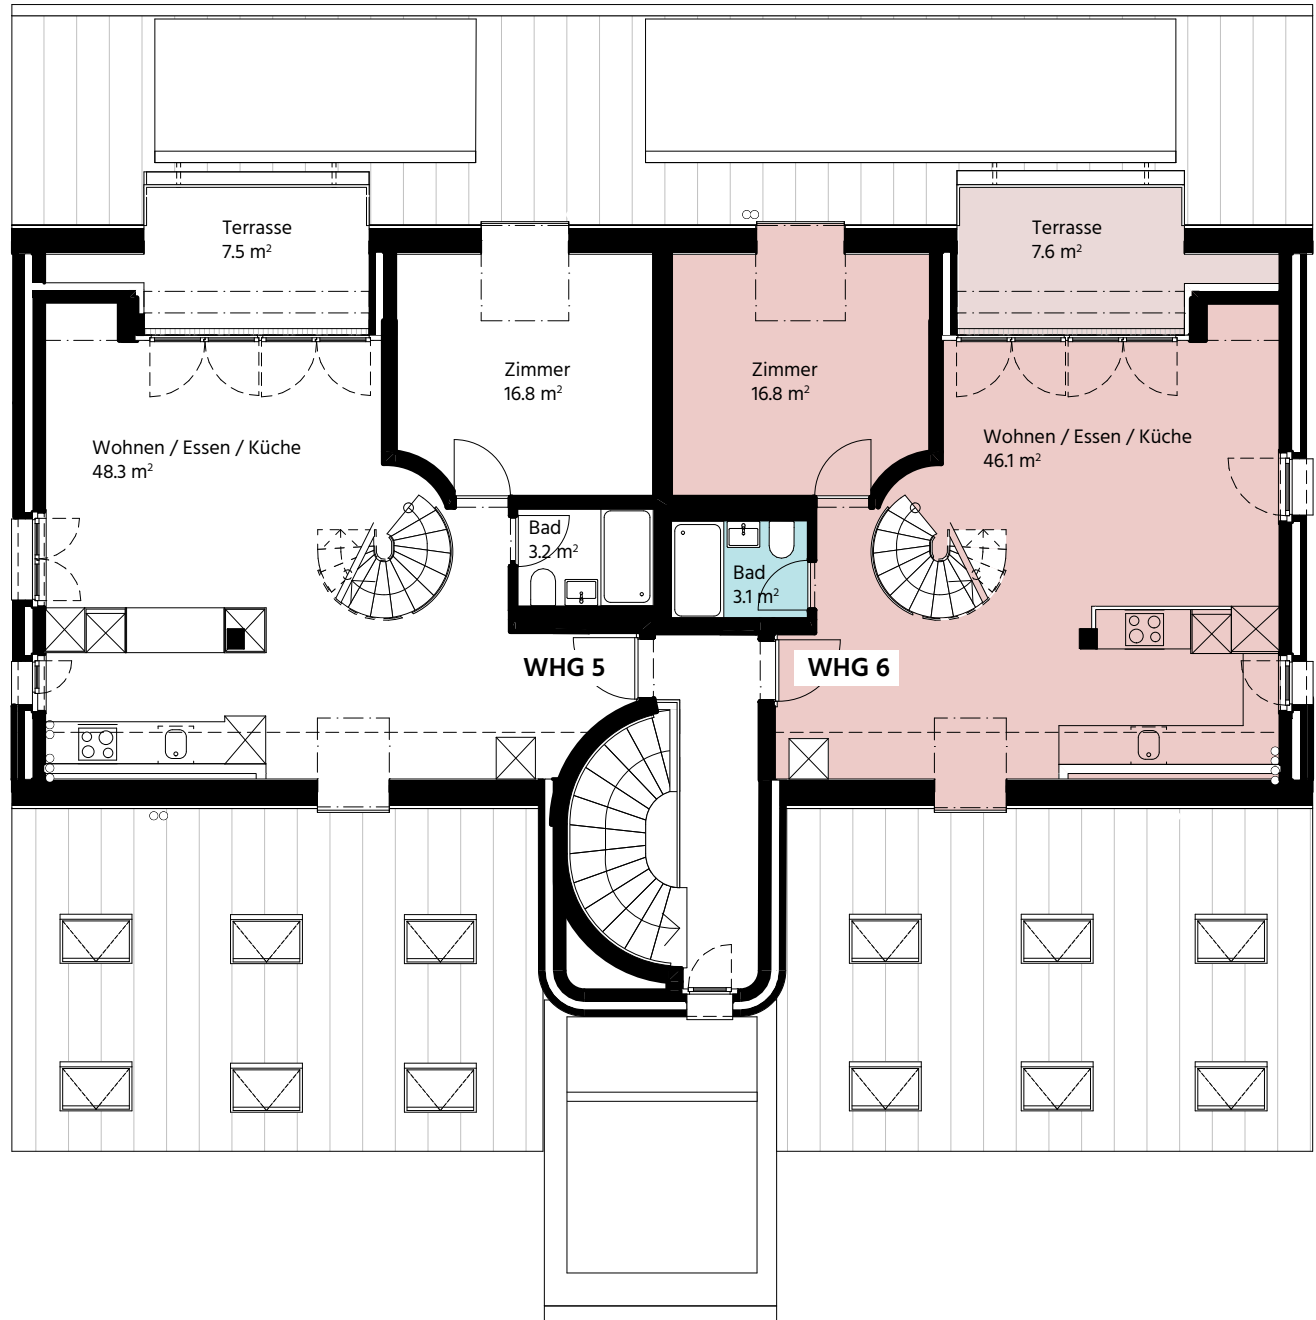 Terrasse
7.5 m²
Terrasse
7.6 m²
Zimmer
16.8 m²
Zimmer
16.8 m²
Wohnen / Essen / Küche
48.3 m²
Wohnen / Essen / Küche
46.1 m²
Bad
3.2 m²
Bad
3.1 m²
WHG 5
WHG 6